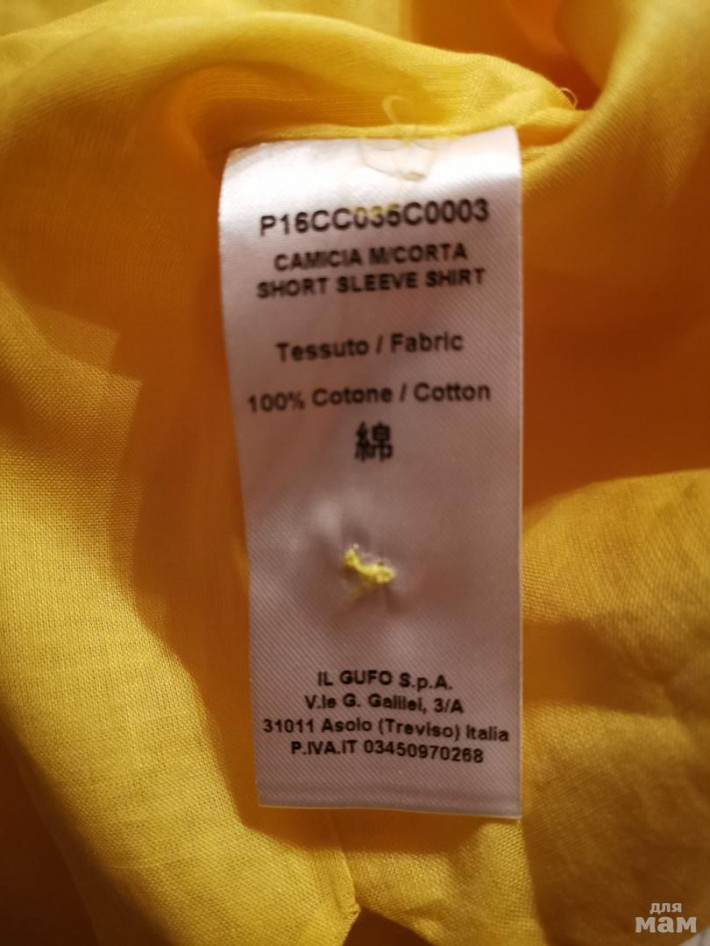 P16CC035C0003
CAMICIA M/CORTA
SHORT SLEEVE SHIRT
Tessuto / Fabric
100% Cotone / Cotton
綿
IL GUFO S.p.A.
V.le G. Galilei, 3/A
31011 Asolo (Treviso) Italia
P.IVA.IT 03450970268
для
мам